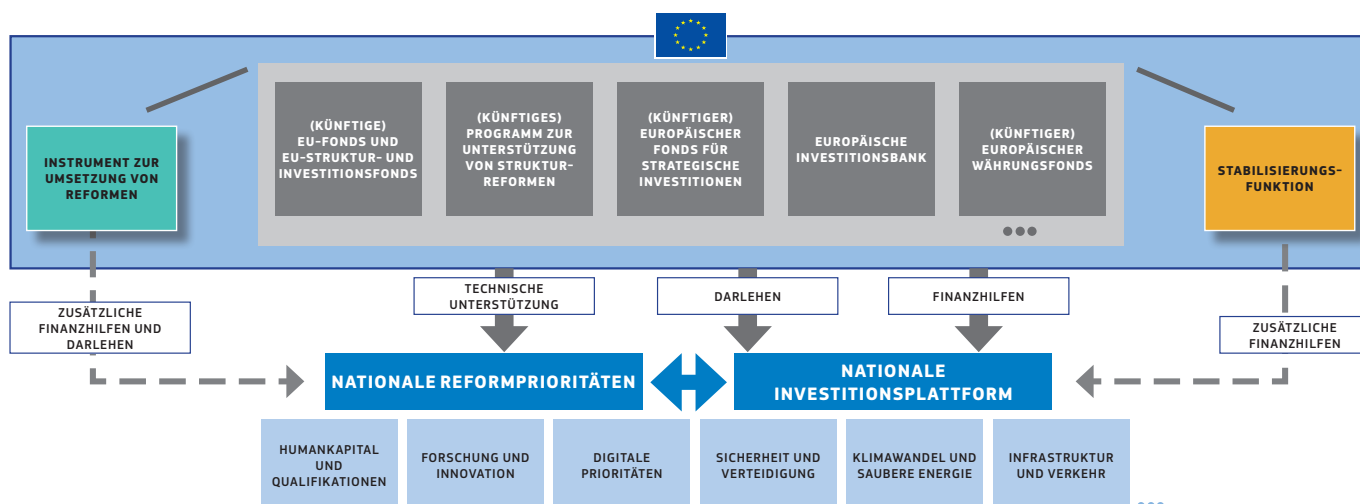 INSTRUMENT ZUR
UMSETZUNG VON
REFORMEN
(KÜNFTIGE)
EU-FONDS UND
EU-STRUKTUR- UND
INVESTITIONSFONDS
(KÜNFTIGES)
PROGRAMM ZUR
UNTERSTÜTZUNG
VON STRUKTUR-
REFORMEN
(KÜNFTIGER)
EUROPÄISCHER
FONDS FÜR
STRATEGISCHE
INVESTITIONEN
EUROPÄISCHE
INVESTITIONSBANK
(KÜNFTIGER)
EUROPÄISCHER
WÄHRUNGSFONDS
STABILISIERUNGS-
FUNKTION
ZUSÄTZLICHE
FINANZHILFEN UND
DARLEHEN
TECHNISCHE
UNTERSTÜTZUNG
DARLEHEN
FINANZHILFEN
ZUSÄTZLICHE
FINANZHILFEN
NATIONALE REFORMPRIORITÄTEN
NATIONALE
INVESTITIONSPLATTFORM
HUMANKAPITAL
UND
QUALIFIKATIONEN
FORSCHUNG UND
INNOVATION
DIGITALE
PRIORITÄTEN
SICHERHEIT UND
VERTEIDIGUNG
KLIMAWANDEL UND
SAUBERE ENERGIE
INFRASTRUKTUR
UND VERKEHR